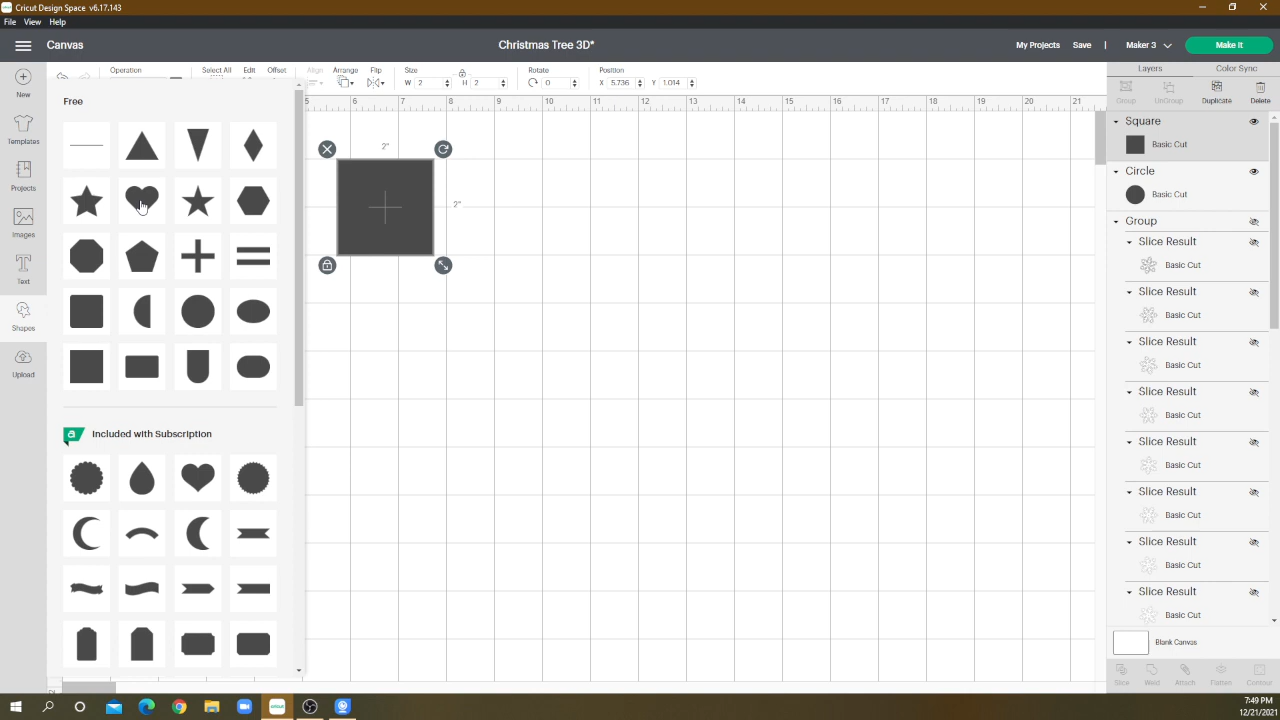 Cricut Design Space v6.17.143
File View Help
Canvas
Christmas Tree 3D*
My Projects Save | Maker 3 Make It
Operation Select All Edit Offset Align Arrange Flip Size Rotate Position
W 2 H 2 0 X 5.736 Y 1.014
Layers Color Sync
Group UnGroup Duplicate Delete
New
Templates
Projects
Images
Text
Shapes
Upload
Free
Included with Subscription
5 6 7 8 9 10 11 12 13 14 15 16 17 18 19 20 21
2"
2"
Square
Basic Cut
Circle
Basic Cut
Group
Slice Result
Basic Cut
Slice Result
Basic Cut
Slice Result
Basic Cut
Slice Result
Basic Cut
Slice Result
Basic Cut
Slice Result
Basic Cut
Slice Result
Basic Cut
Slice Result
Basic Cut
Blank Canvas
Slice Weld Attach Flatten Contour
7:49 PM
12/21/2021